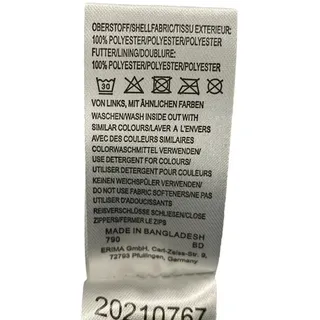 OBERSTOFF/SHELLFABRIC/TISSU EXTERIEUR:
100% POLYESTER/POLYESTER/POLYESTER
FUTTER/LINING/DOUBLURE:
100% POLYESTER/POLYESTER/POLYESTER
30
VON LINKS, MIT ÄHNLICHEN FARBEN
WASCHEN/WASH INSIDE OUT WITH
SIMILAR COLOURS/LAVER A L'ENVERS
AVEC DES COULEURS SIMILAIRES
COLORWASCHMITTEL VERWENDEN/
USE DETERGENT FOR COLOURS/
UTILISER DETERGENT POUR COULEURS
KEINEN WEICHSPÜLER VERWENDEN/
DO NOT USE FABRIC SOFTENERS/NE PAS
UTILISER D'ADOUCISSANTS
REISSVERSCHLÜSSE SCHLIESSEN/CLOSE
ZIPPERS/FERMER LE ZIPS
MADE IN BANGLADESH
790 BD
ERIMA GmbH, Carl-Zeiss-Str. 9,
72793 Pfullingen, Germany
20210767